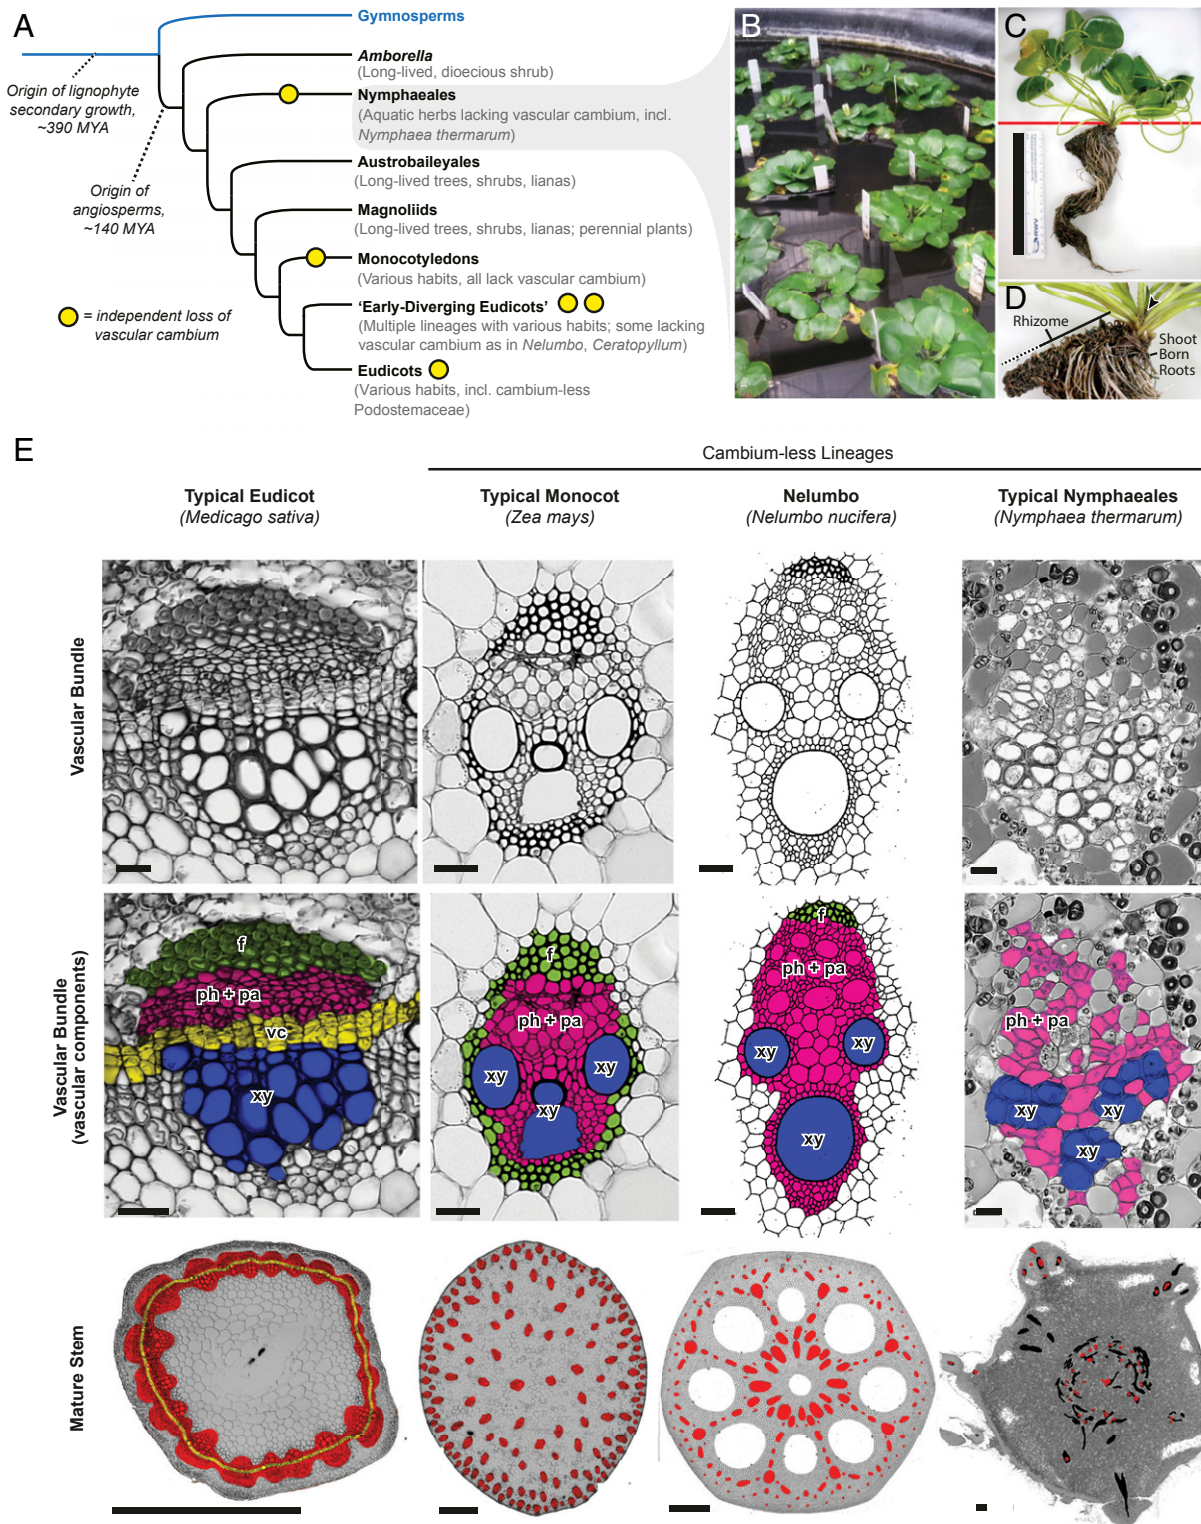 A
Gymnosperms
Amborella
(Long-lived, dioecious shrub)
Origin of lignophyte
secondary growth,
~390 MYA
Nymphaeales
(Aquatic herbs lacking vascular cambium, incl.
Nymphaea thermarum)
Austrobaileyales
(Long-lived trees, shrubs, lianas)
Origin of
angiosperms,
~140 MYA
Magnoliids
(Long-lived trees, shrubs, lianas; perennial plants)
Monocotyledons
(Various habits, all lack vascular cambium)
= independent loss of
vascular cambium
'Early-Diverging Eudicots'
(Multiple lineages with various habits; some lacking
vascular cambium as in Nelumbo, Ceratopyllum)
Eudicots
(Various habits, incl. cambium-less
Podostemaceae)
B
C
D
Rhizome
Shoot
Born
Roots
E
Cambium-less Lineages
Typical Eudicot
(Medicago sativa)
Typical Monocot
(Zea mays)
Nelumbo
(Nelumbo nucifera)
Typical Nymphaeales
(Nymphaea thermarum)
Vascular Bundle
Vascular Bundle
(vascular components)
f
ph + pa
vc
xy
f
ph + pa
xy
xy
xy
f
ph + pa
xy
xy
xy
ph + pa
xy
xy
xy
Mature Stem